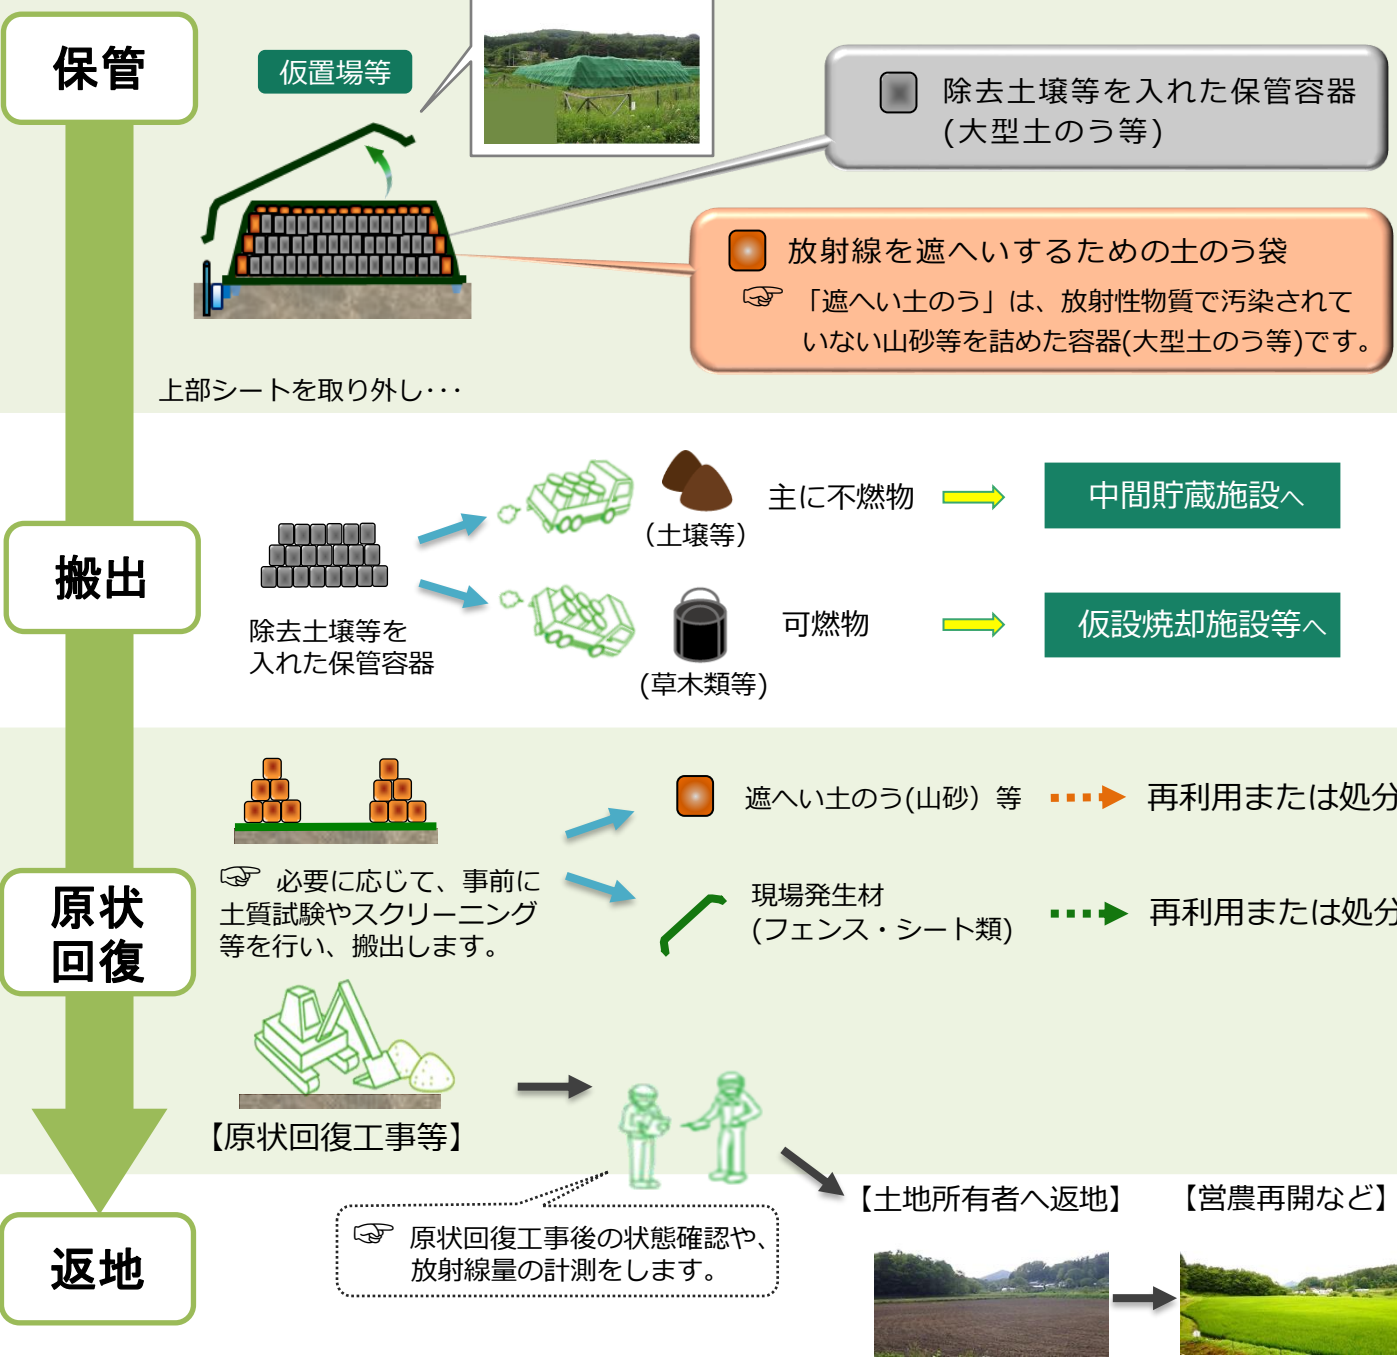 保管
仮置場等
除去土壌等を入れた保管容器
(大型土のう等)
放射線を遮へいするための土のう袋
☞ 「遮へい土のう」は、放射性物質で汚染されて
いない山砂等を詰めた容器(大型土のう等)です。
上部シートを取り外し･･･
搬出
除去土壌等を
入れた保管容器
(土壌等)
主に不燃物
中間貯蔵施設へ
(草木類等)
可燃物
仮設焼却施設等へ
原状
回復
☞ 必要に応じて、事前に
土質試験やスクリーニング
等を行い、搬出します。
遮へい土のう(山砂）等
再利用または処分
現場発生材
(フェンス・シート類)
再利用または処分
【原状回復工事等】
返地
☞ 原状回復工事後の状態確認や、
放射線量の計測をします。
【土地所有者へ返地】
【営農再開など】